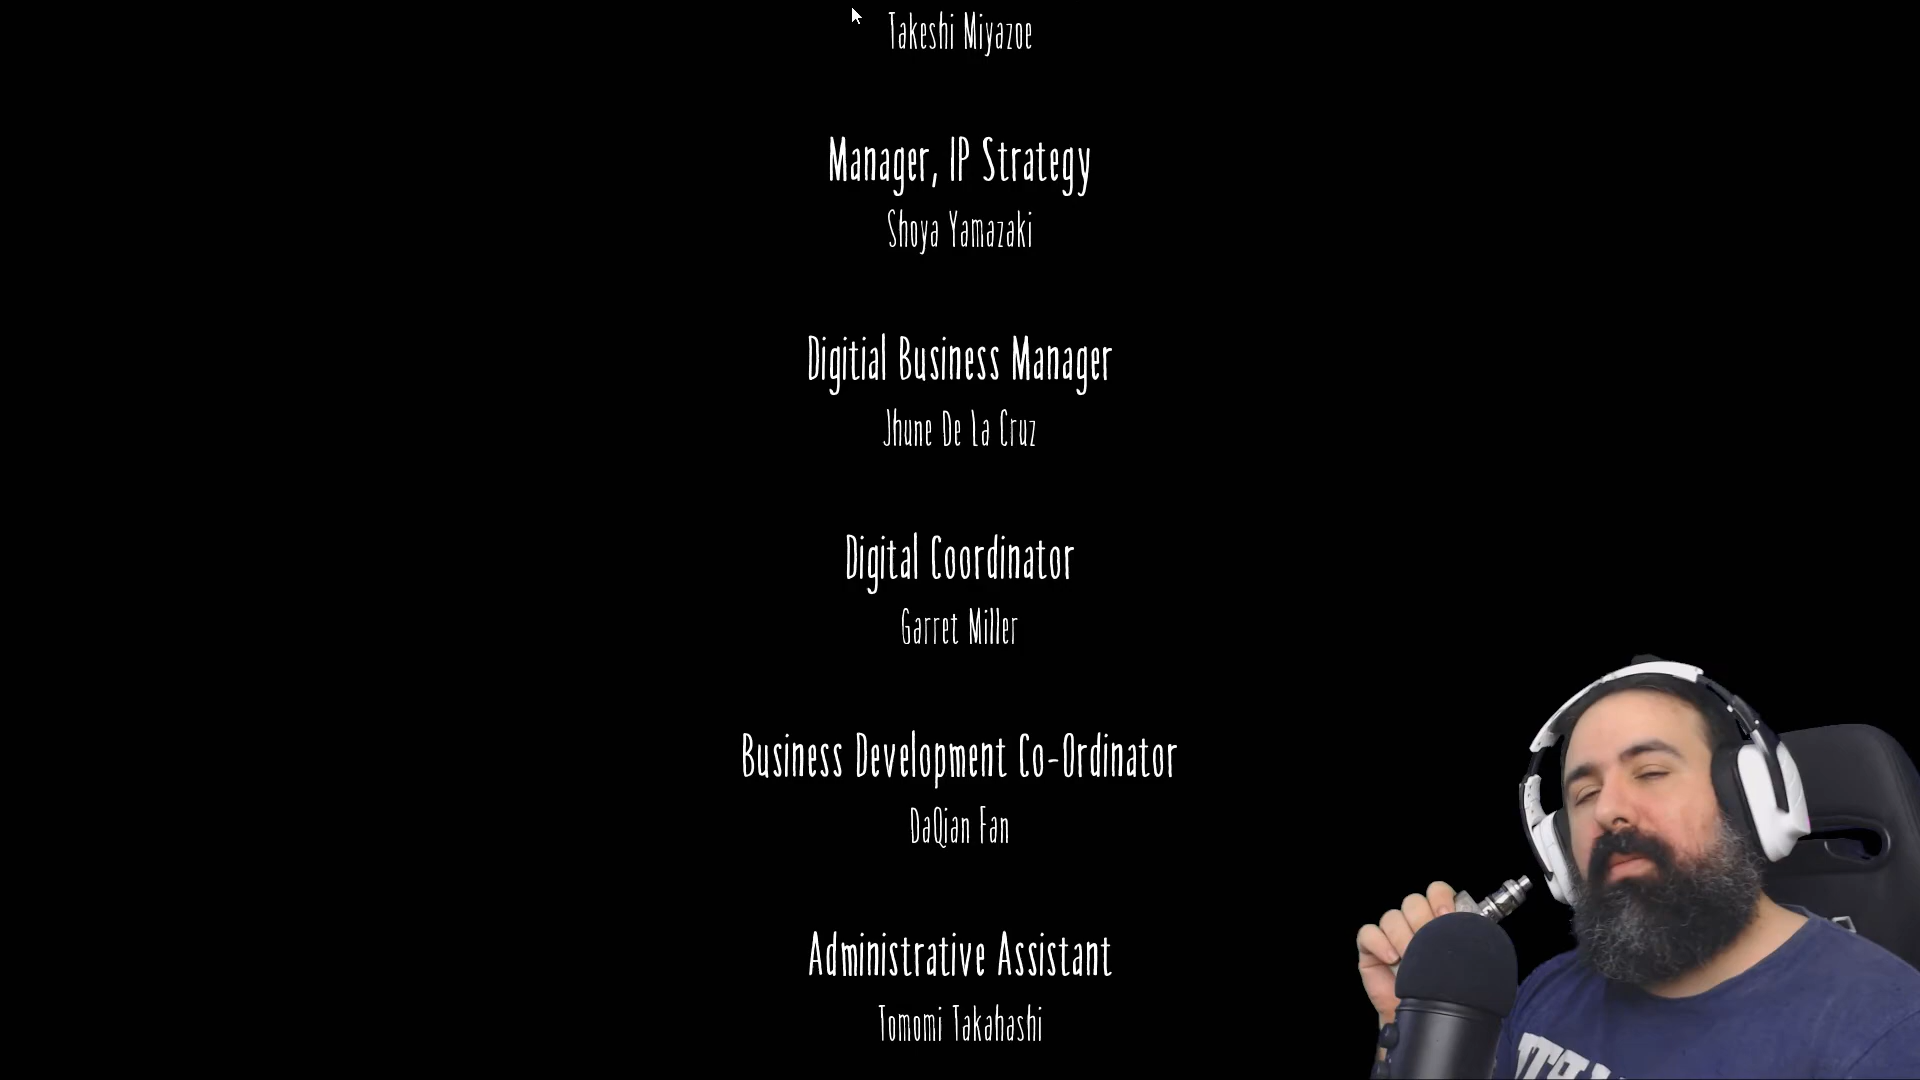 Takeshi Miyazoe
Manager, IP Strategy
Shoya Yamazaki
Digitial Business Manager
Jhune De La Cruz
Digital Coordinator
Garret Miller
Business Development Co-Ordinator
DaQian Fan
Administrative Assistant
Tomomi Takahashi